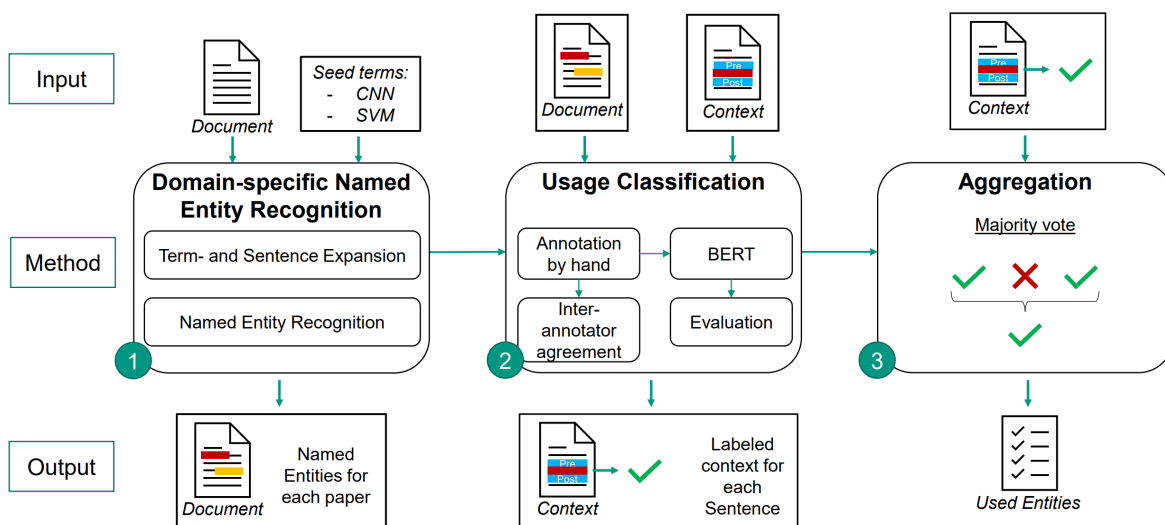 Input
Document
Seed terms:
- CNN
- SVM
Document
Pre
Post
Context
Pre
Post
Context
Method
Domain-specific Named
Entity Recognition
Term- and Sentence Expansion
Named Entity Recognition
1
Usage Classification
Annotation
by hand
BERT
Inter-
annotator
agreement
Evaluation
2
Aggregation
Majority vote
3
Output
Document
Named
Entities for
each paper
Pre
Post
Context
Labeled
context for
each
Sentence
Used Entities